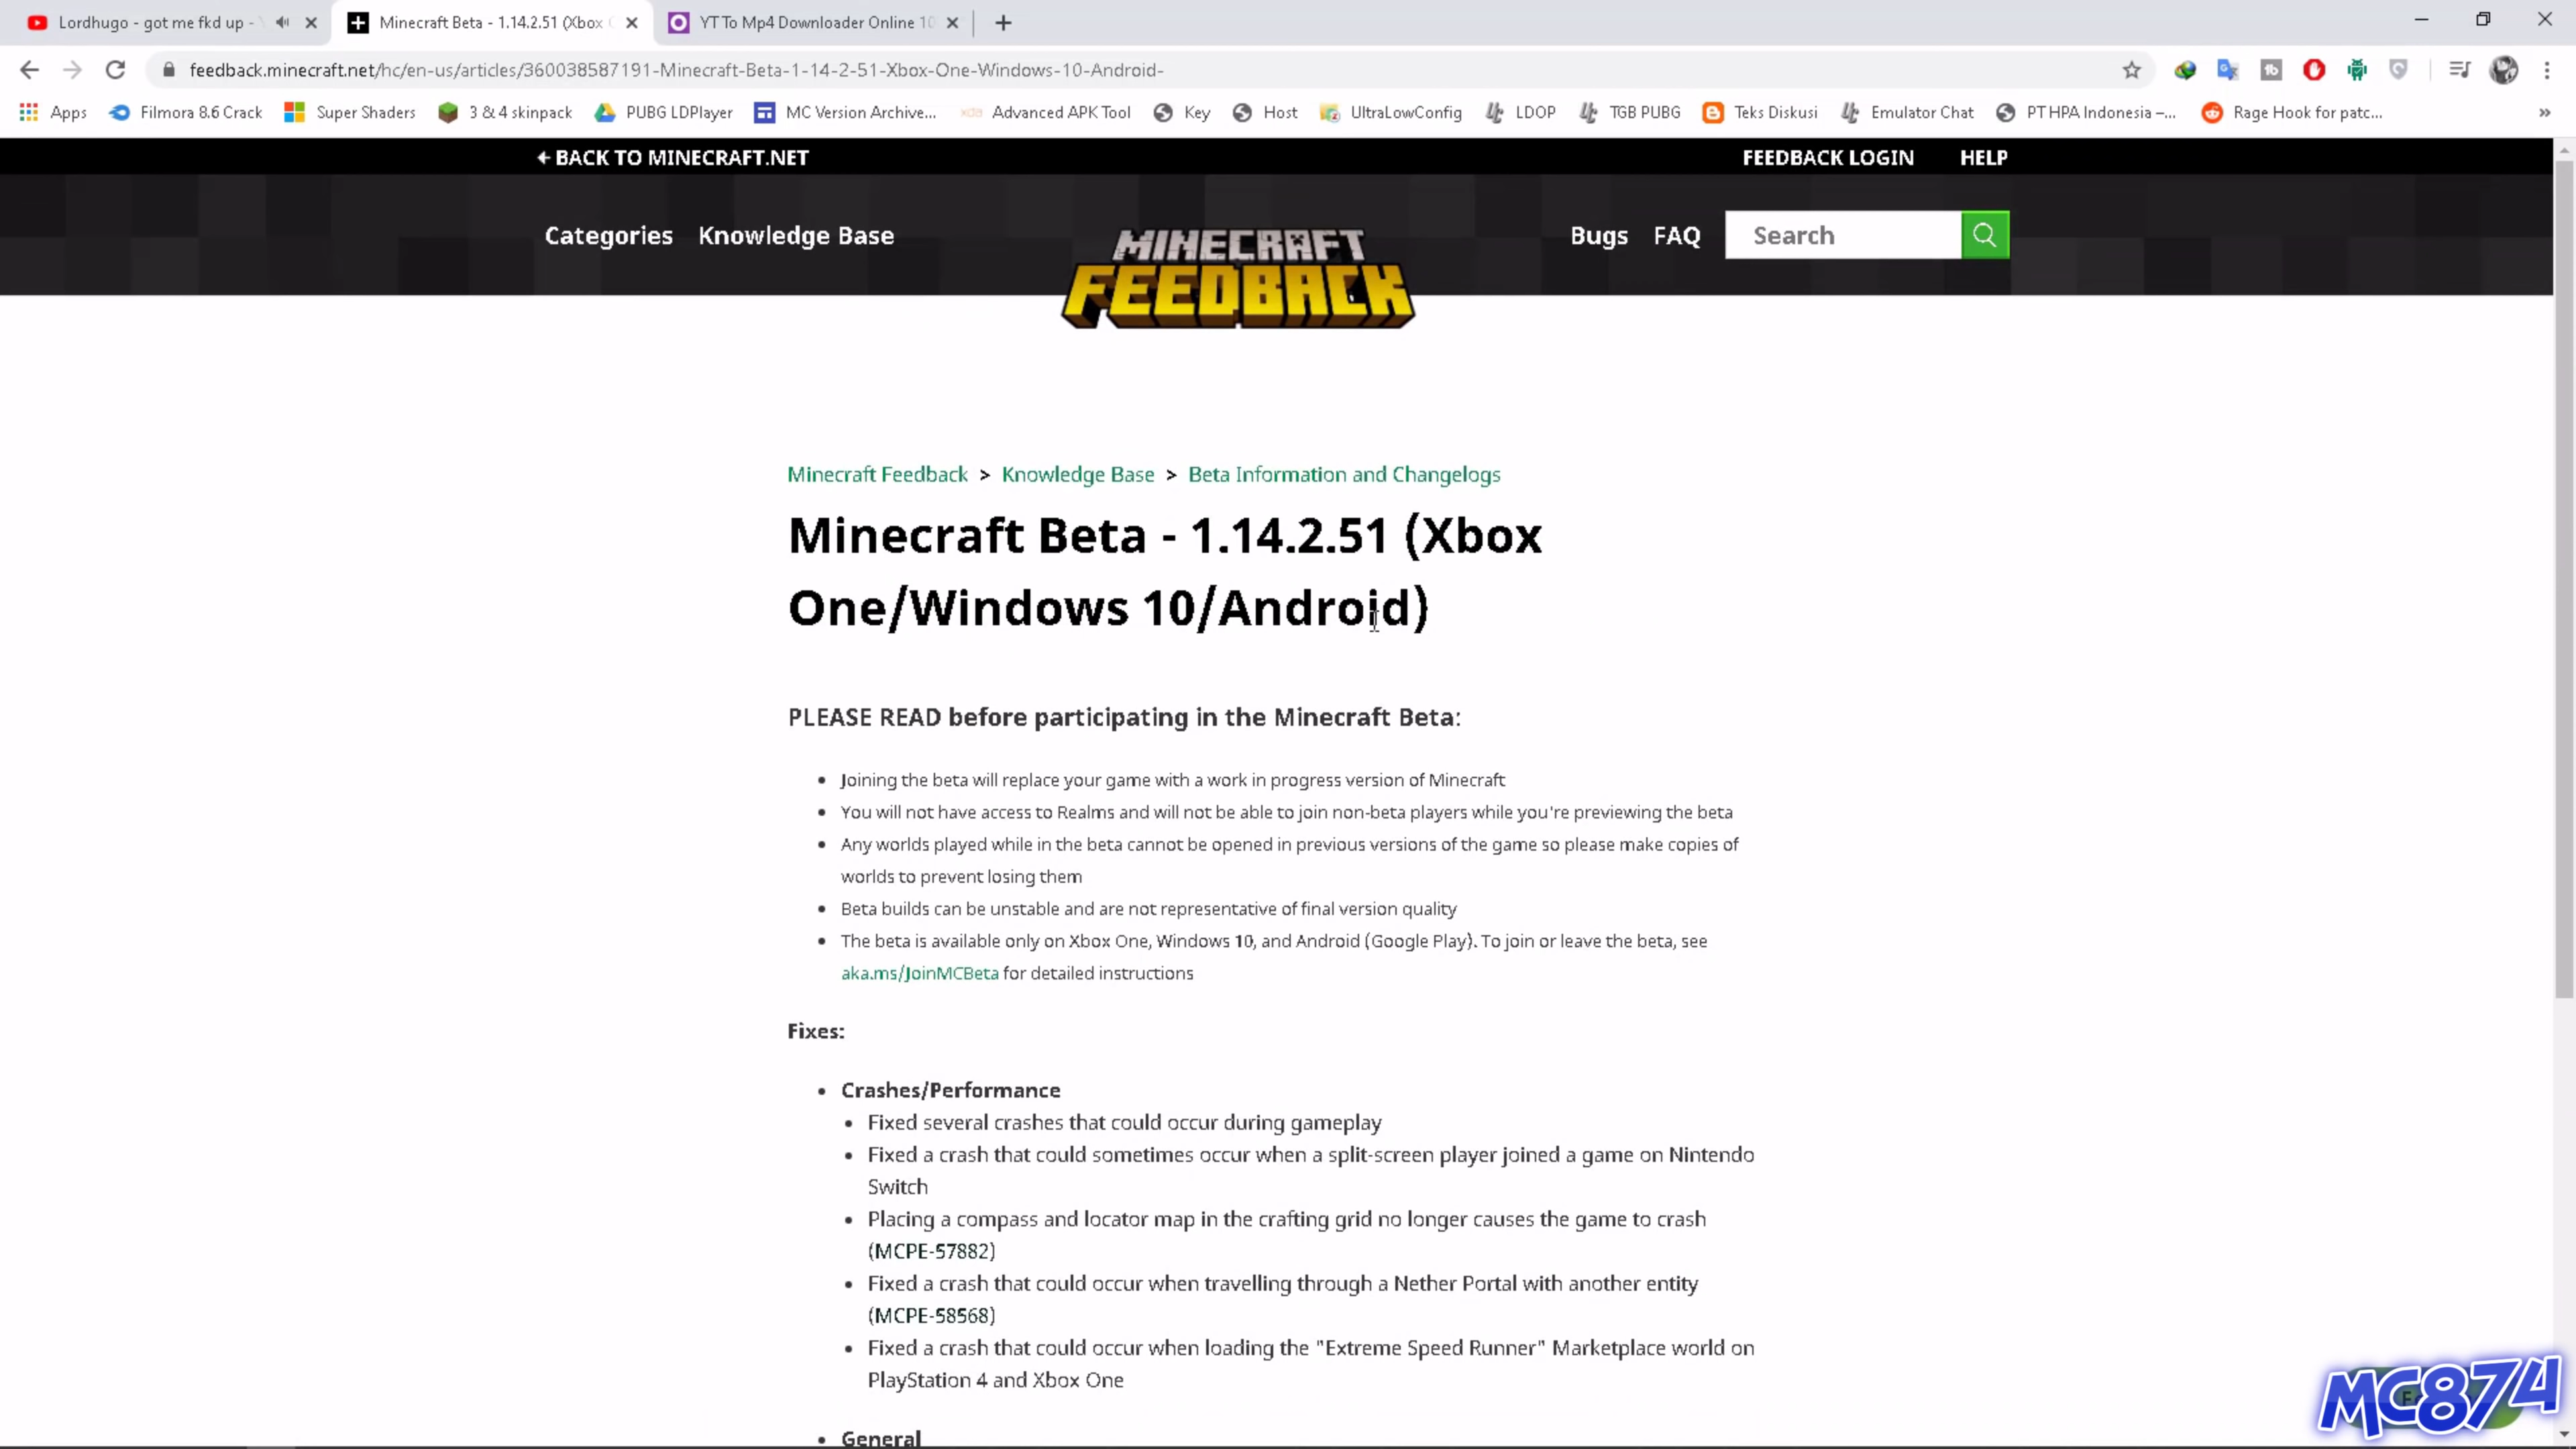 Lordhugo - got me fkd up -
Minecraft Beta - 1.14.2.51 (Xbox
YT To Mp4 Downloader Online 10
feedback.minecraft.net/hc/en-us/articles/360038587191-Minecraft-Beta-1-14-2-51-Xbox-One-Windows-10-Android-
Apps Filmora 8.6 Crack Super Shaders 3 & 4 skinpack PUBG LDPlayer MC Version Archive... Advanced APK Tool Key Host UltraLowConfig LDOP TGB PUBG Teks Diskusi Emulator Chat PT HPA Indonesia –... Rage Hook for patc... »
BACK TO MINECRAFT.NET FEEDBACK LOGIN HELP
Categories Knowledge Base MINECRAFT FEEDBACK Bugs FAQ Search
Minecraft Feedback > Knowledge Base > Beta Information and Changelogs
Minecraft Beta - 1.14.2.51 (Xbox
One/Windows 10/Android)
PLEASE READ before participating in the Minecraft Beta:
• Joining the beta will replace your game with a work in progress version of Minecraft
• You will not have access to Realms and will not be able to join non-beta players while you're previewing the beta
• Any worlds played while in the beta cannot be opened in previous versions of the game so please make copies of
worlds to prevent losing them
• Beta builds can be unstable and are not representative of final version quality
• The beta is available only on Xbox One, Windows 10, and Android (Google Play). To join or leave the beta, see
aka.ms/JoinMCBeta for detailed instructions
Fixes:
• Crashes/Performance
• Fixed several crashes that could occur during gameplay
• Fixed a crash that could sometimes occur when a split-screen player joined a game on Nintendo
Switch
• Placing a compass and locator map in the crafting grid no longer causes the game to crash
(MCPE-57882)
• Fixed a crash that could occur when travelling through a Nether Portal with another entity
(MCPE-58568)
• Fixed a crash that could occur when loading the "Extreme Speed Runner" Marketplace world on
PlayStation 4 and Xbox One
• General
MC874